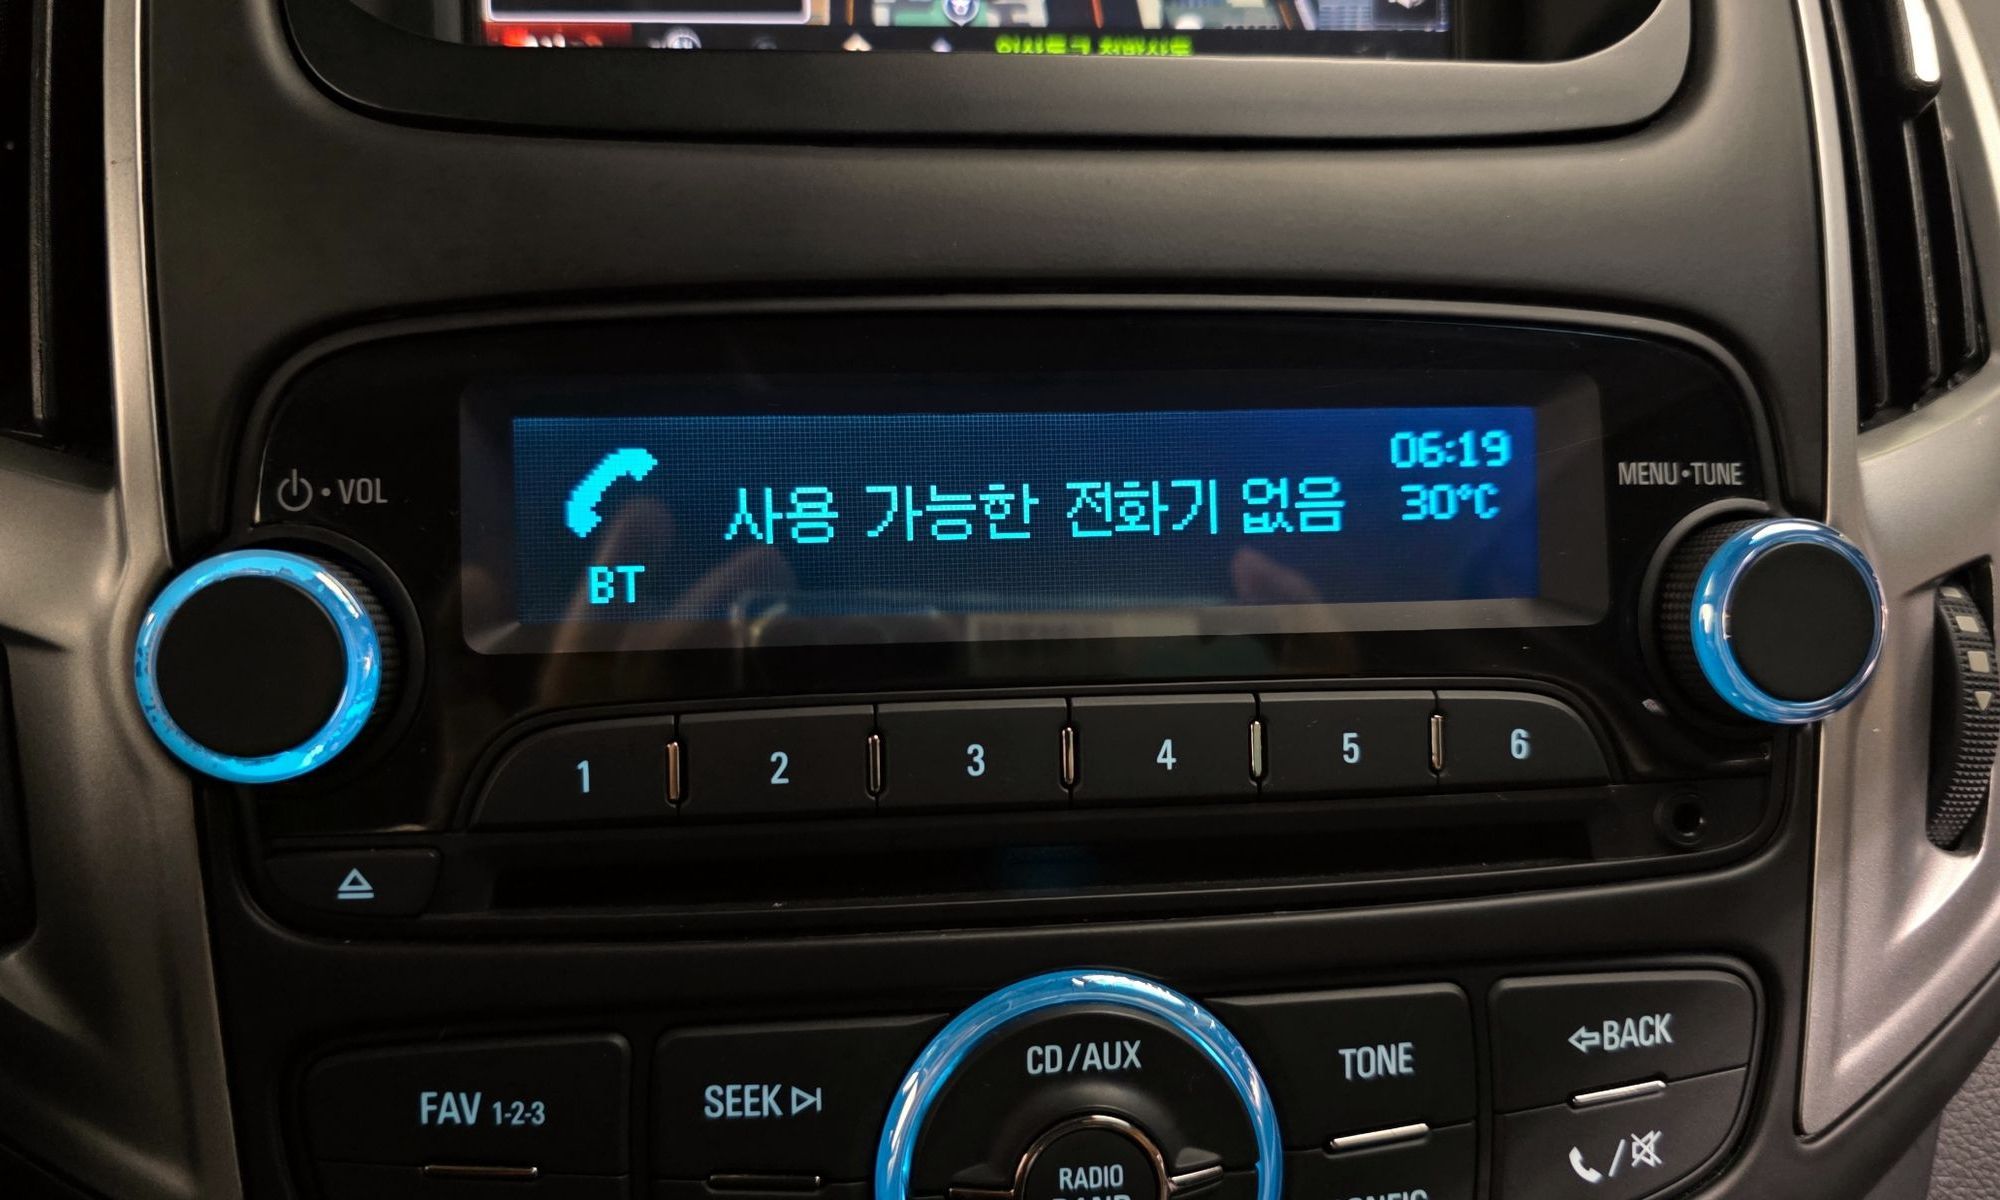 VOL
사용 가능한 전화기 없음
06:19
30°C
BT
MENU•TUNE
1
2
3
4
5
6
FAV 1-2-3
SEEK
CD/AUX
RADIO
TONE
BACK